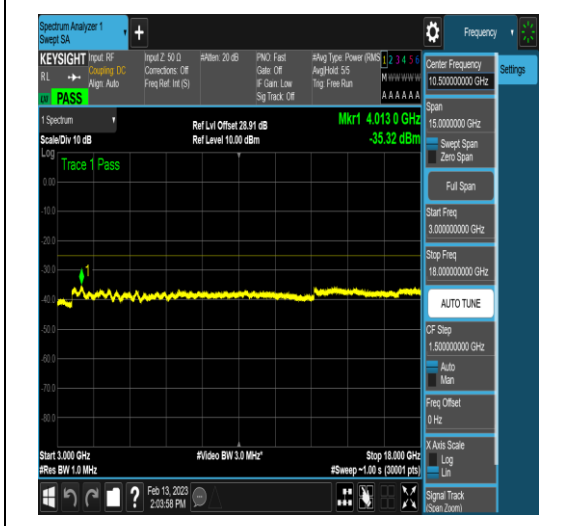 Spectrum Analyzer 1
Swept SA
+
Frequency
KEYSIGHT
RL
Input: RF
Coupling: DC
Align: Auto
Input Z: 50 Ω
Corrections: Off
Freq Ref: Int (S)
#Atten: 20 dB
PNO: Fast
Gate: Off
IF Gain: Low
Sig Track: Off
#Avg Type: Power (RMS)
Avg|Hold: 5/5
Trig: Free Run
1 2 3 4 5 6
M W W W W W
A A A A A A
PASS
1 Spectrum
Scale/Div 10 dB
Ref Lvl Offset 28.91 dB
Ref Level 10.00 dBm
Mkr1 4.013 0 GHz
-35.32 dBm
Log
Trace 1 Pass
0.00
-10.0
-20.0
-30.0
1
-40.0
-50.0
-60.0
-70.0
-80.0
Start 3.000 GHz
#Res BW 1.0 MHz
#Video BW 3.0 MHz*
Stop 18.000 GHz
#Sweep ~1.00 s (30001 pts)
?
Feb 13, 2023
2:03:58 PM
Center Frequency
10.500000000 GHz
Settings
Span
15.0000000 GHz
Swept Span
Zero Span
Full Span
Start Freq
3.000000000 GHz
Stop Freq
18.000000000 GHz
AUTO TUNE
CF Step
1.500000000 GHz
Auto
Man
Freq Offset
0 Hz
X Axis Scale
Log
Lin
Signal Track
(Span Zoom)